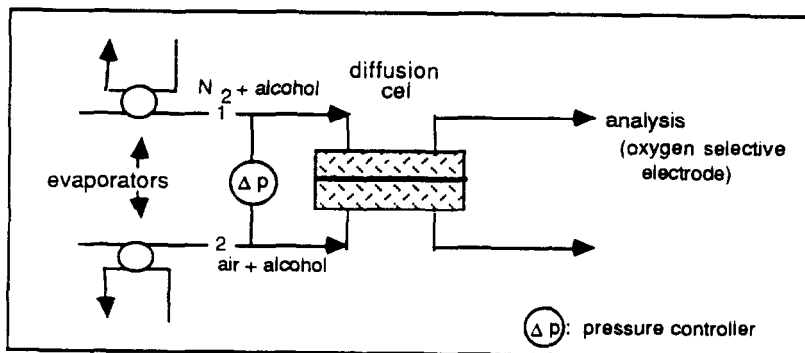 N2 + alcohol
1
diffusion
cel
analysis
(oxygen selective
electrode)
evaporators
Δ p
2
air + alcohol
Δ p : pressure controller